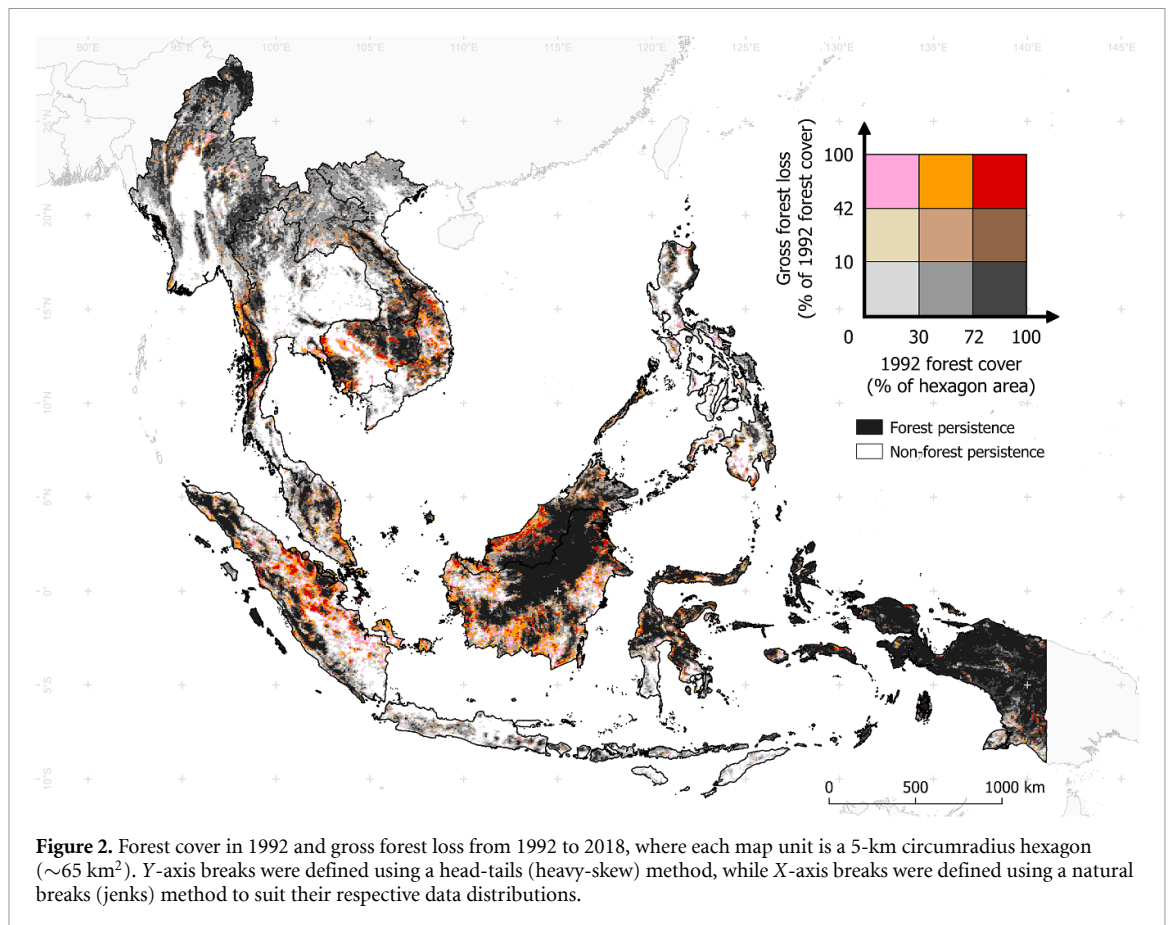 90°E 95°E 100°E 105°E 110°E 115°E 120°E 125°E 130°E 135°E 140°E 145°E
25°N
20°N
15°N
10°N
5°N
0°
5°S
10°S
Gross forest loss
(% of 1992 forest cover)
100
42
10
0 30 72 100
1992 forest cover
(% of hexagon area)
Forest persistence
Non-forest persistence
0 500 1000 km
Figure 2. Forest cover in 1992 and gross forest loss from 1992 to 2018, where each map unit is a 5-km circumradius hexagon
(∼65 km²). Y-axis breaks were defined using a head-tails (heavy-skew) method, while X-axis breaks were defined using a natural
breaks (jenks) method to suit their respective data distributions.